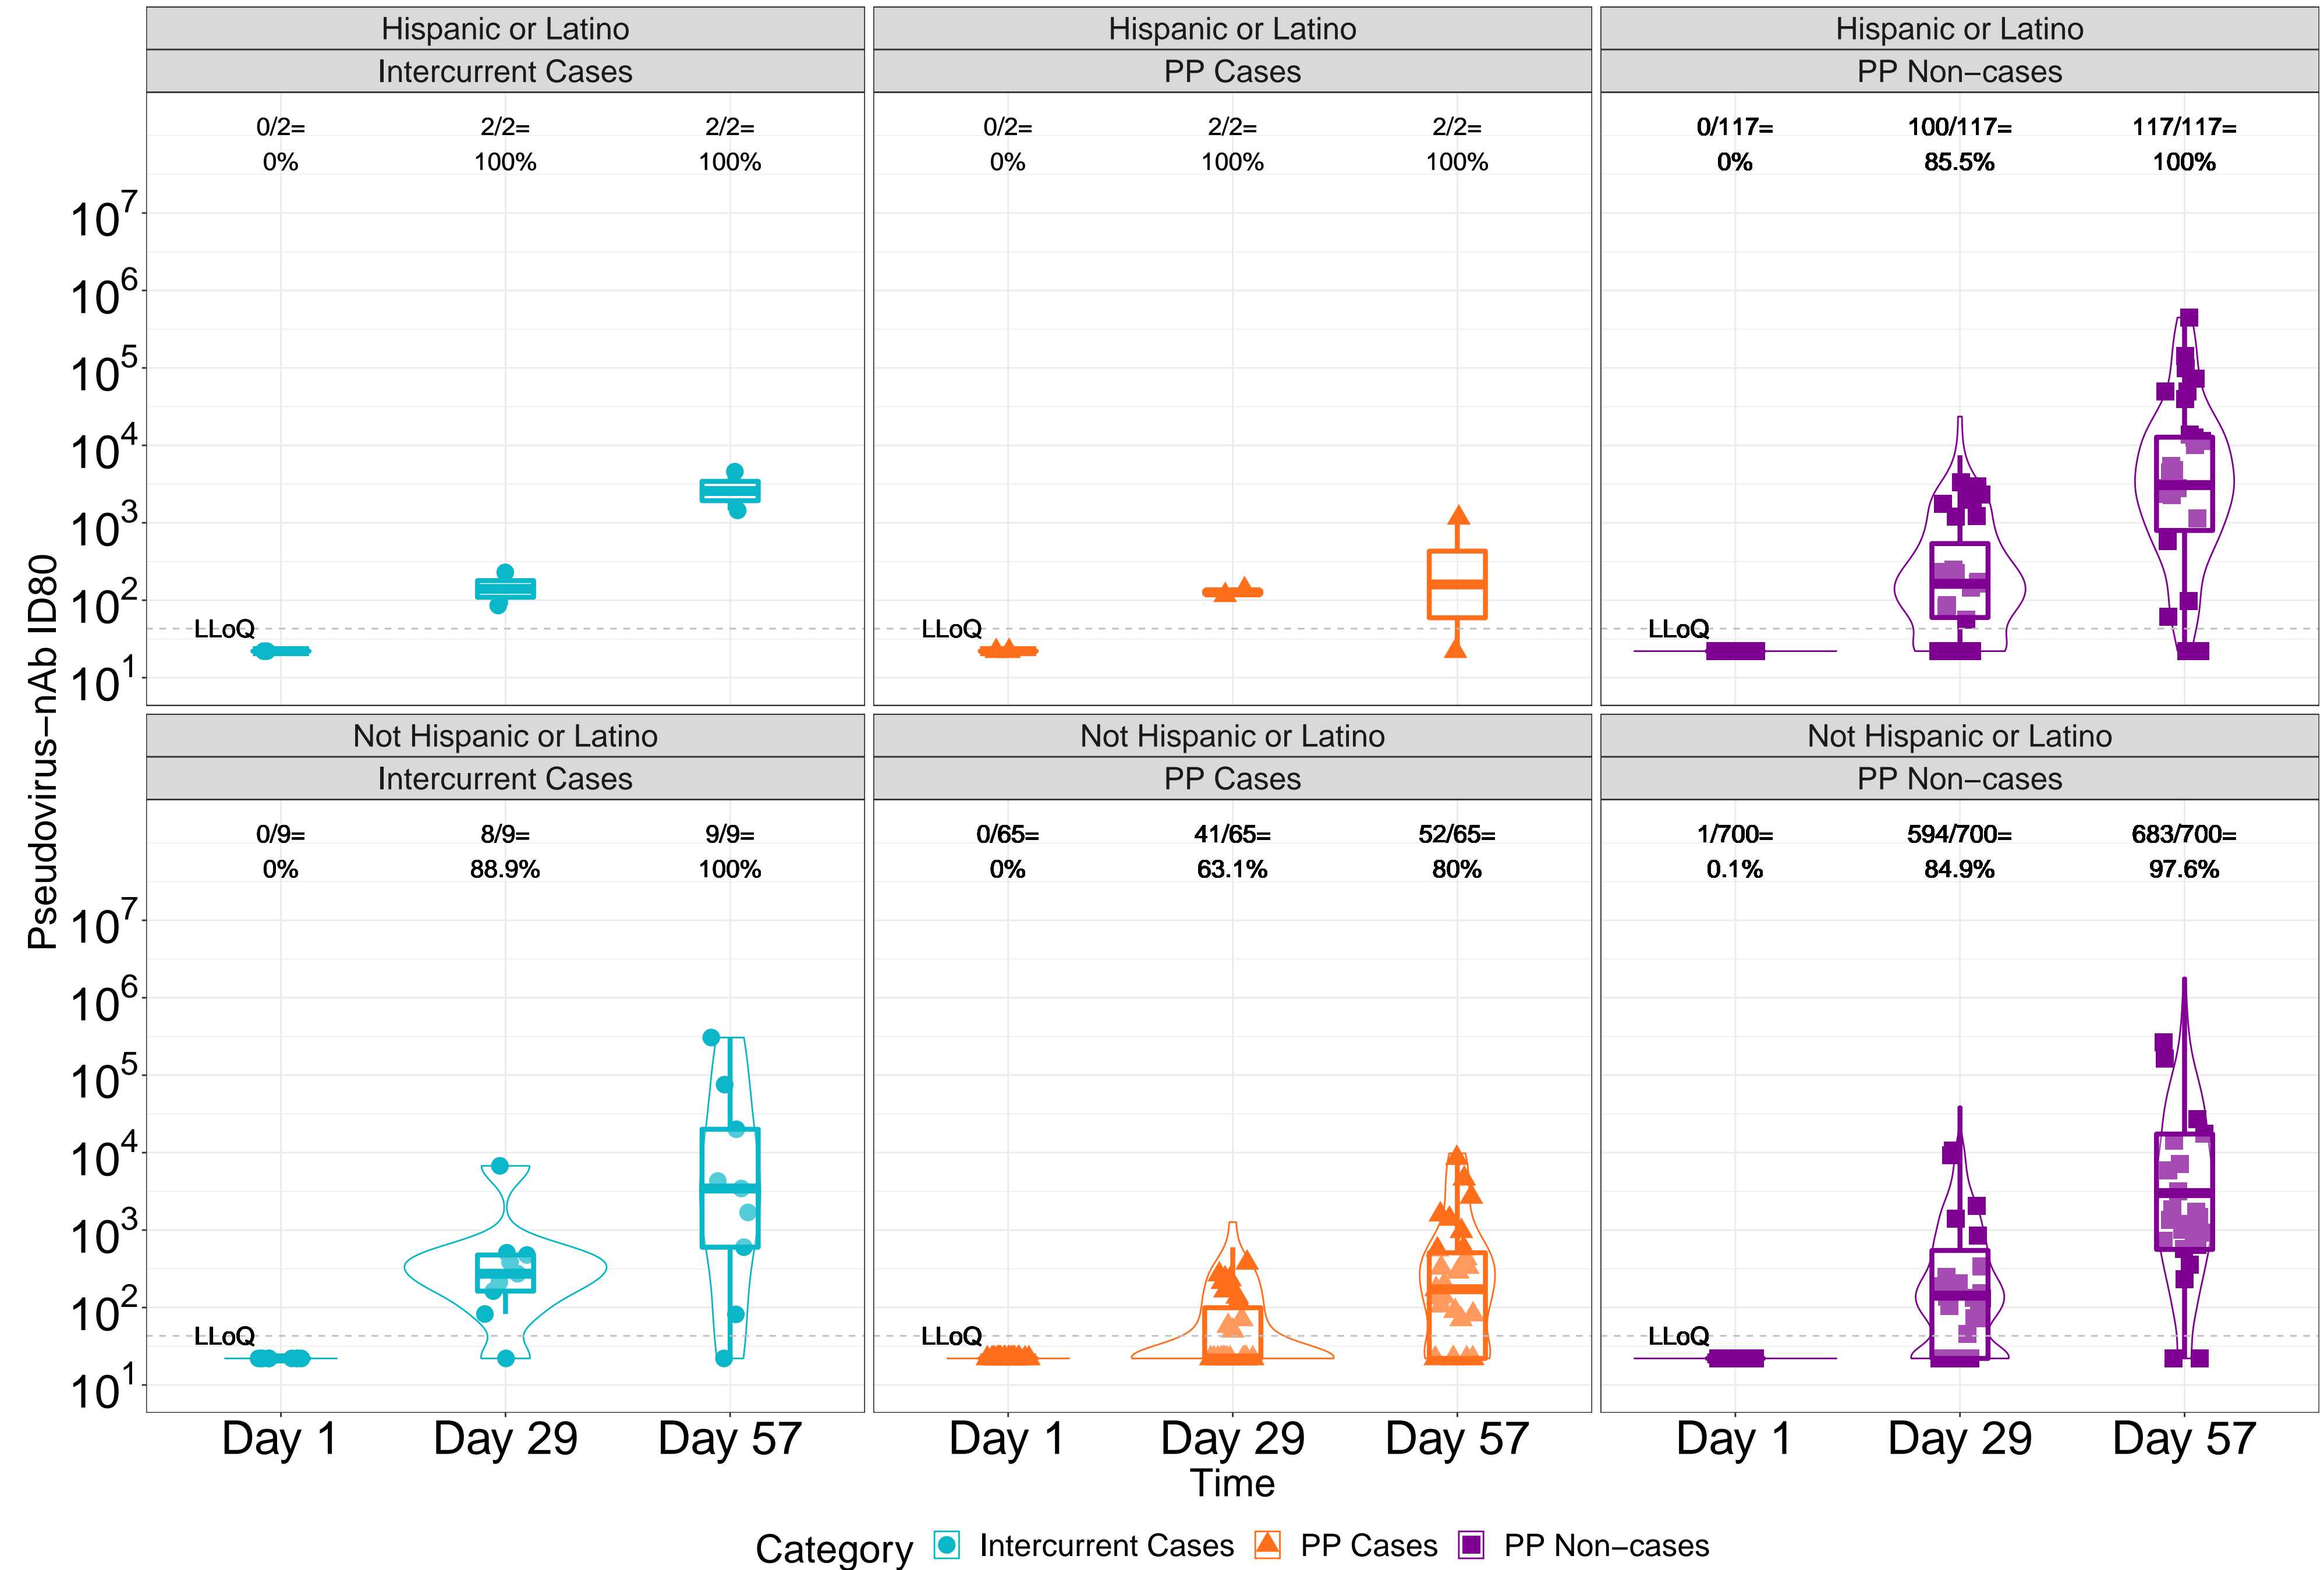 Hispanic or Latino
Hispanic or Latino
Hispanic or Latino
Intercurrent Cases
PP Cases
PP Non−cases
0/2=
2/2=
2/2=
0/2=
2/2=
2/2=
0/117=
100/117=
117/117=
0%
100%
100%
0%
100%
100%
0%
85.5%
100%
10^7
10^6
10^5
10^4
10^3
10^2
10^1
LLoQ
LLoQ
LLoQ
Pseudovirus−nAb ID80
Not Hispanic or Latino
Not Hispanic or Latino
Not Hispanic or Latino
Intercurrent Cases
PP Cases
PP Non−cases
0/9=
8/9=
9/9=
0/65=
41/65=
52/65=
1/700=
594/700=
683/700=
0%
88.9%
100%
0%
63.1%
80%
0.1%
84.9%
97.6%
10^7
10^6
10^5
10^4
10^3
10^2
10^1
LLoQ
LLoQ
LLoQ
Day 1
Day 29
Day 57
Day 1
Day 29
Day 57
Day 1
Day 29
Day 57
Time
Category
Intercurrent Cases
PP Cases
PP Non−cases